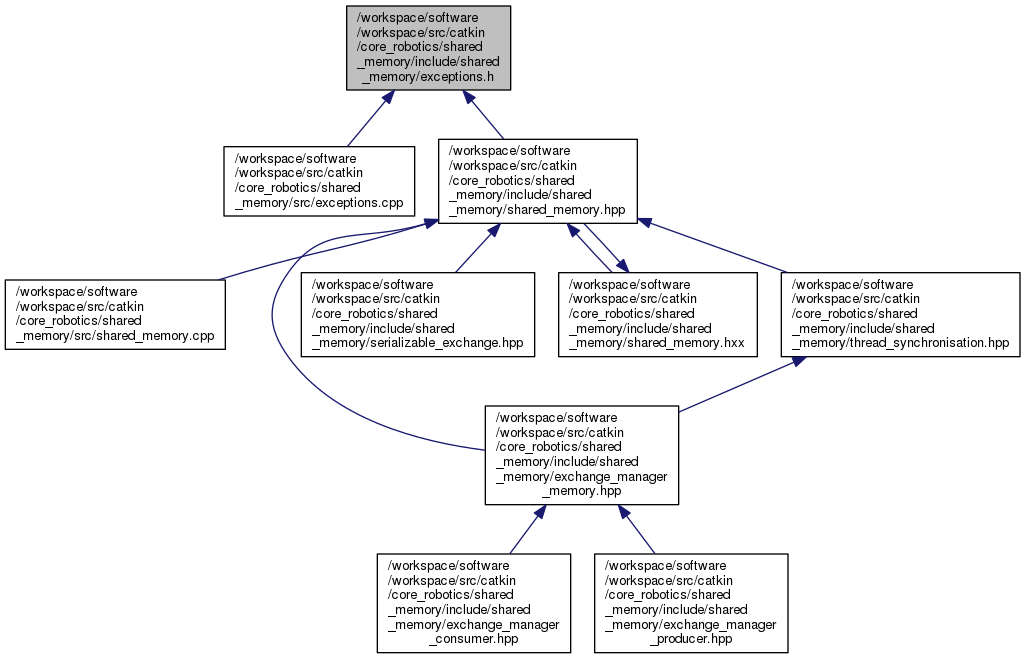 /workspace/software
/workspace/src/catkin
/core_robotics/shared
_memory/include/shared
_memory/exceptions.h
/workspace/software
/workspace/src/catkin
/core_robotics/shared
_memory/src/exceptions.cpp
/workspace/software
/workspace/src/catkin
/core_robotics/shared
_memory/include/shared
_memory/shared_memory.hpp
/workspace/software
/workspace/src/catkin
/core_robotics/shared
_memory/src/shared_memory.cpp
/workspace/software
/workspace/src/catkin
/core_robotics/shared
_memory/include/shared
_memory/serializable_exchange.hpp
/workspace/software
/workspace/src/catkin
/core_robotics/shared
_memory/include/shared
_memory/shared_memory.hxx
/workspace/software
/workspace/src/catkin
/core_robotics/shared
_memory/include/shared
_memory/thread_synchronisation.hpp
/workspace/software
/workspace/src/catkin
/core_robotics/shared
_memory/include/shared
_memory/exchange_manager
_memory.hpp
/workspace/software
/workspace/src/catkin
/core_robotics/shared
_memory/include/shared
_memory/exchange_manager
_consumer.hpp
/workspace/software
/workspace/src/catkin
/core_robotics/shared
_memory/include/shared
_memory/exchange_manager
_producer.hpp